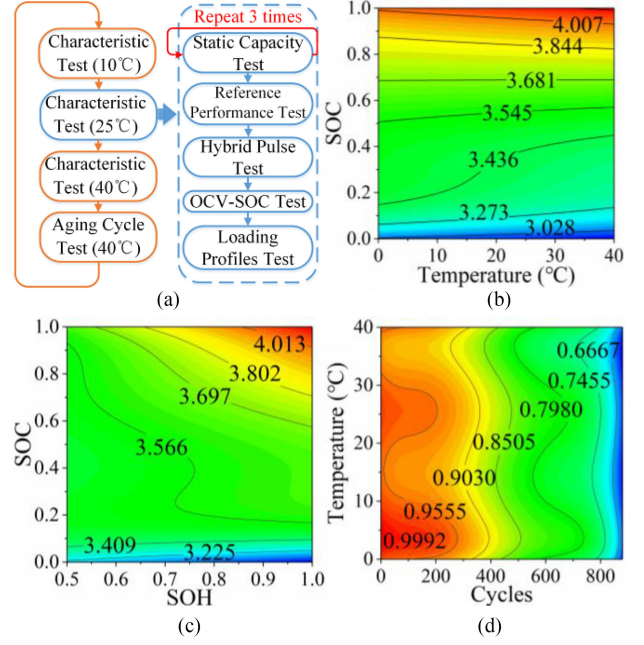 Repeat 3 times
Characteristic
Test (10℃)
Characteristic
Test (25℃)
Characteristic
Test (40℃)
Aging Cycle
Test (40℃)
Static Capacity
Test
Reference
Performance Test
Hybrid Pulse
Test
OCV-SOC Test
Loading
Profiles Test
(a)
SOC
1.0
0.8
0.6
0.4
0.2
0.0
4.007
3.844
3.681
3.545
3.436
3.273
3.028
0 10 20 30 40
Temperature (℃)
(b)
SOC
1.0
0.8
0.6
0.4
0.2
0.0
4.013
3.802
3.697
3.566
3.409
3.225
0.5 0.6 0.7 0.8 0.9 1.0
SOH
(c)
Temperature (℃)
40
30
20
10
0
0.6667
0.7455
0.7980
0.8505
0.9030
0.9555
0.9992
0 200 400 600 800
Cycles
(d)